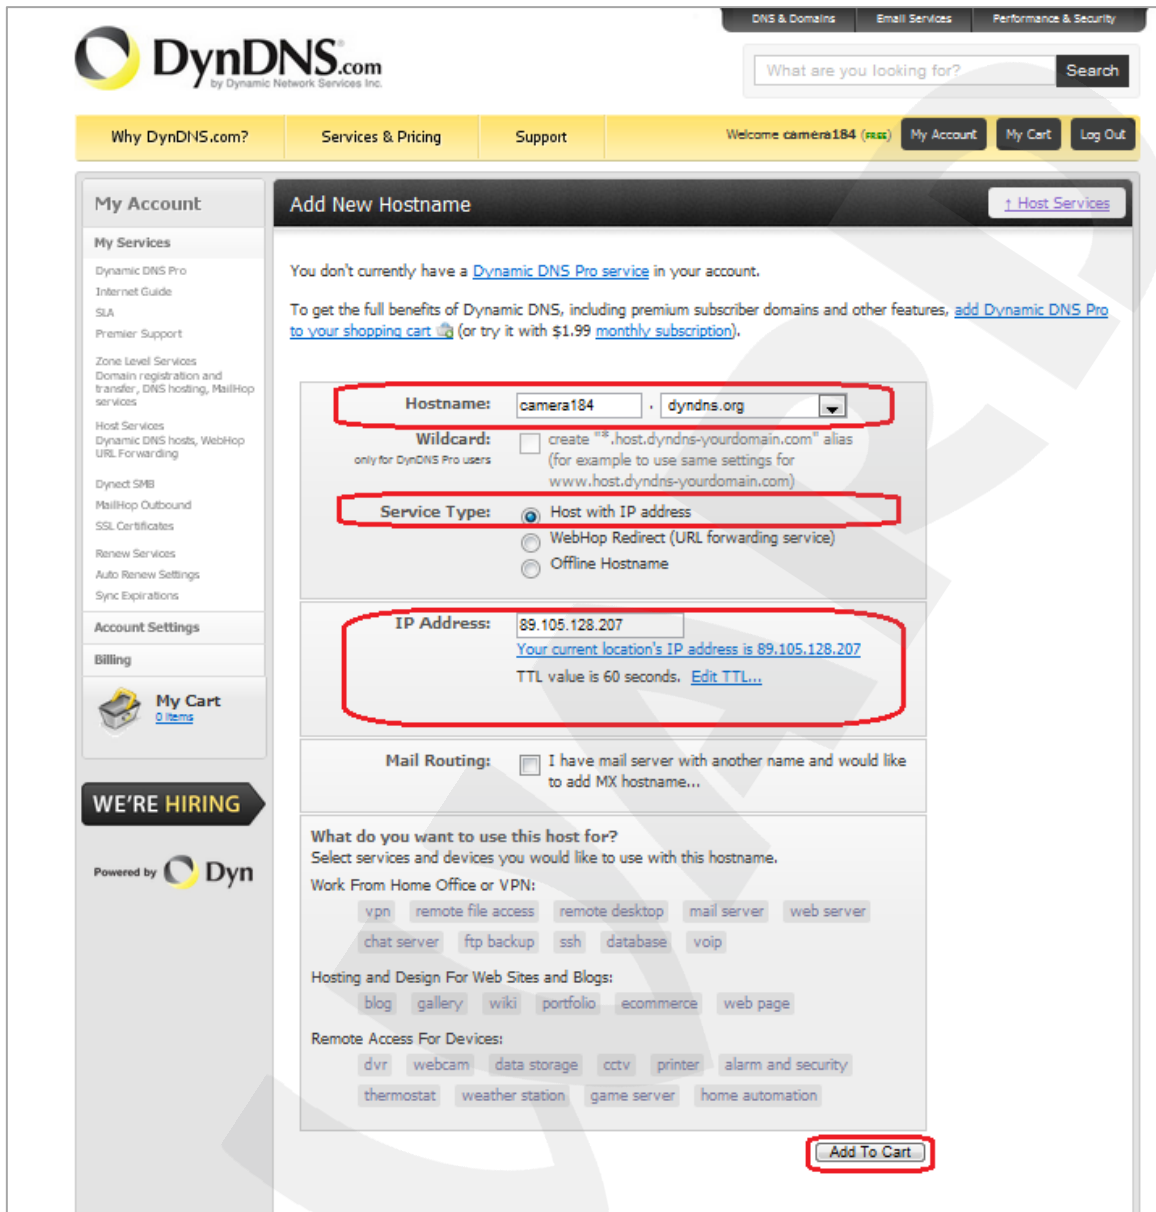 DNS & Domains Email Services Performance & Security
DynDNS.com
by Dynamic Network Services Inc.
What are you looking for? Search
Why DynDNS.com? Services & Pricing Support Welcome camera184 (FREE) My Account My Cart Log Out
My Account
My Services
Dynamic DNS Pro
Internet Guide
SLA
Premier Support
Zone Level Services
Domain registration and
transfer, DNS hosting, MailHop
services
Host Services
Dynamic DNS hosts, WebHop
URL Forwarding
Dynect SMB
MailHop Outbound
SSL Certificates
Renew Services
Auto Renew Settings
Sync Expirations
Account Settings
Billing
My Cart
0 items
WE'RE HIRING
Powered by Dyn
Add New Hostname ↑ Host Services
You don't currently have a Dynamic DNS Pro service in your account.
To get the full benefits of Dynamic DNS, including premium subscriber domains and other features, add Dynamic DNS Pro
to your shopping cart (or try it with $1.99 monthly subscription).
Hostname: camera184 . dyndns.org
Wildcard: create "*.host.dyndns-yourdomain.com" alias
only for DynDNS Pro users (for example to use same settings for
www.host.dyndns-yourdomain.com)
Service Type: Host with IP address
WebHop Redirect (URL forwarding service)
Offline Hostname
IP Address: 89.105.128.207
Your current location's IP address is 89.105.128.207
TTL value is 60 seconds. Edit TTL...
Mail Routing: I have mail server with another name and would like
to add MX hostname...
What do you want to use this host for?
Select services and devices you would like to use with this hostname.
Work From Home Office or VPN:
vpn remote file access remote desktop mail server web server
chat server ftp backup ssh database voip
Hosting and Design For Web Sites and Blogs:
blog gallery wiki portfolio ecommerce web page
Remote Access For Devices:
dvr webcam data storage cctv printer alarm and security
thermostat weather station game server home automation
Add To Cart